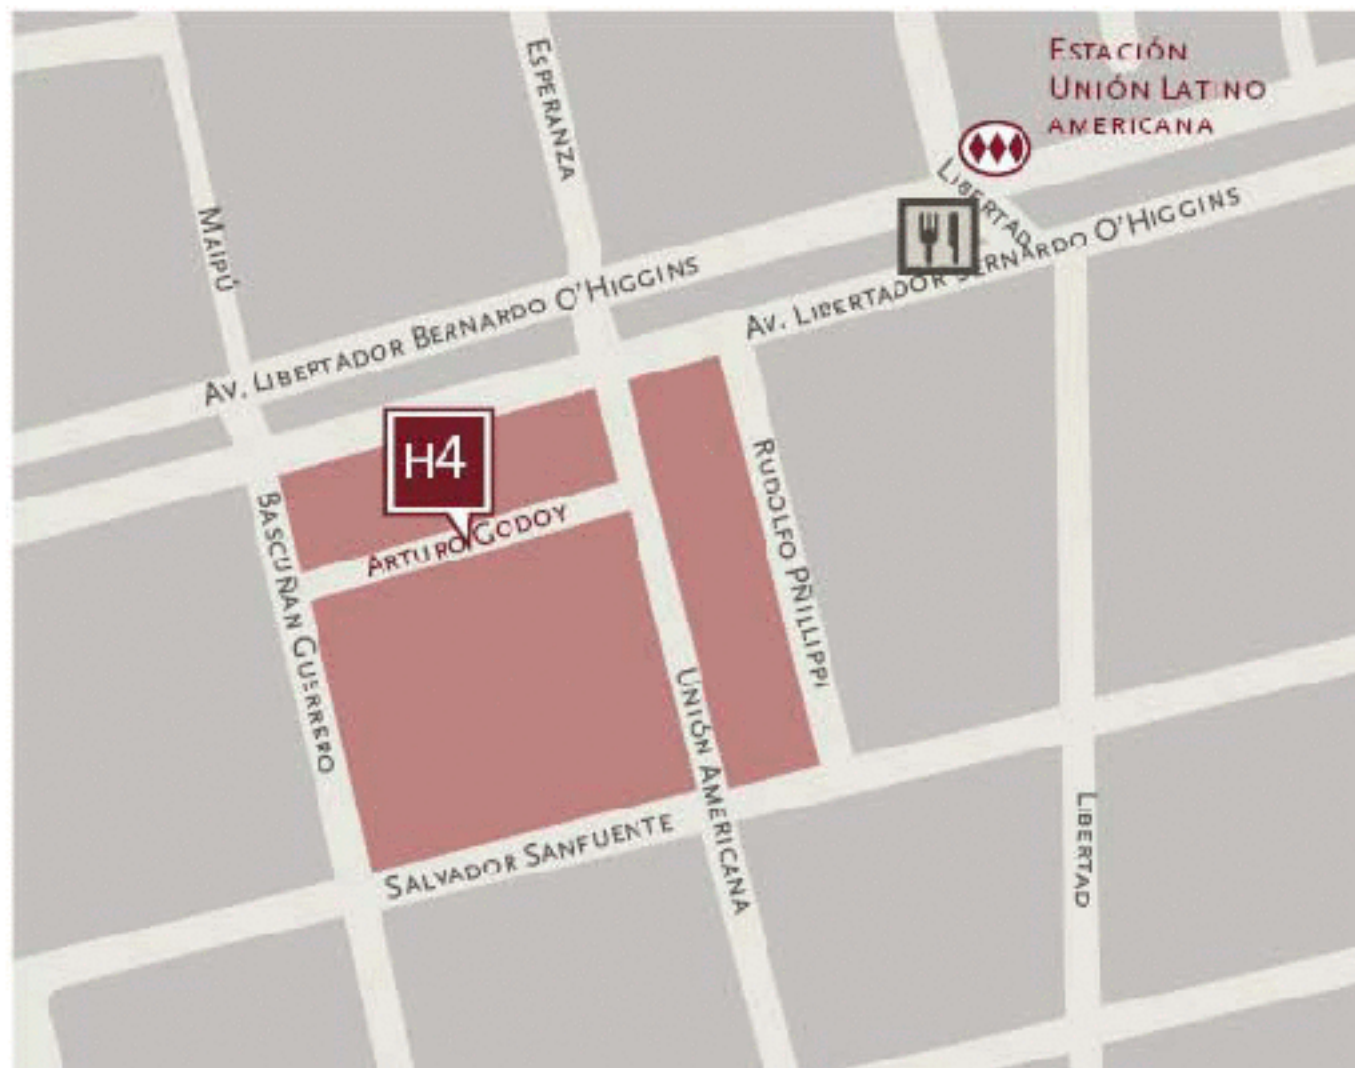 ESPERANZA
ESTACIÓN
UNIÓN LATINO
AMERICANA
MAIPÚ
LIBERTAD
AV. LIBERTADOR BERNARDO O'HIGGINS
AV. LIBERTADOR BERNARDO O'HIGGINS
H4
ARTURO GODOY
BASCUÑAN GUERRERO
RUDOLFO PÑILLIPPI
UNIÓN AMERICANA
SALVADOR SANFUENTE
LIBERTAD